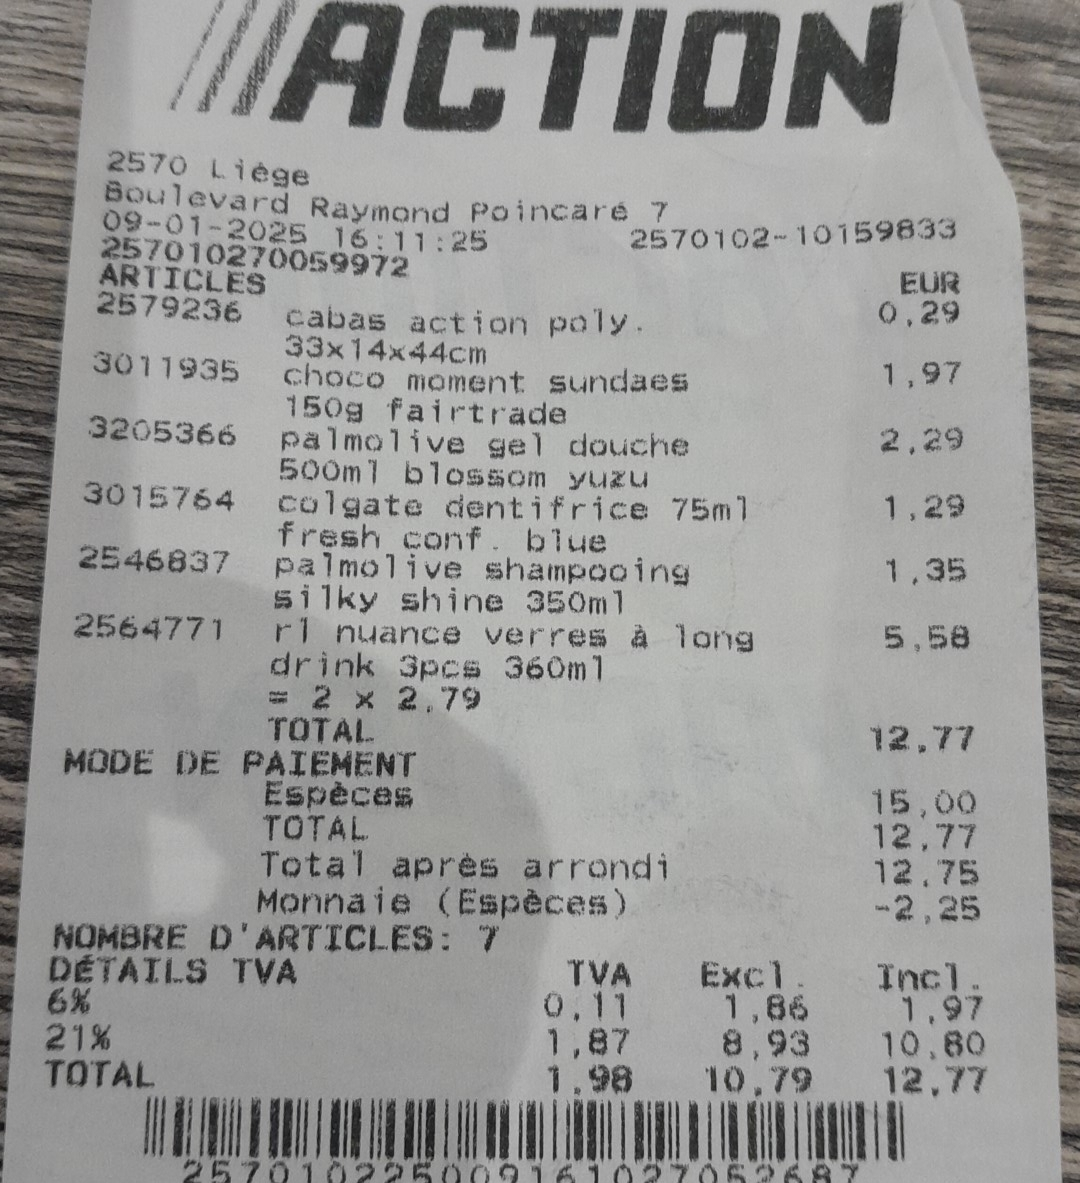 ACTION
2570 Liège
Boulevard Raymond Poincaré 7
09-01-2025 16:11:25 2570102-10159833
257010270059972
ARTICLES EUR
2579236 cabas action poly. 0,29
33x14x44cm
3011935 choco moment sundaes 1,97
150g fairtrade
3205366 palmolive gel douche 2,29
500ml blossom yuzu
3015764 colgate dentifrice 75ml 1,29
fresh conf. blue
2546837 palmolive shampooing 1,35
silky shine 350ml
2564771 rl nuance verres à long 5,58
drink 3pcs 360ml
= 2 x 2,79
TOTAL 12,77
MODE DE PAIEMENT
Espèces 15,00
TOTAL 12,77
Total après arrondi 12,75
Monnaie (Espèces) -2,25
NOMBRE D'ARTICLES: 7
DÉTAILS TVA TVA Excl. Incl.
6% 0,11 1,86 1,97
21% 1,87 8,93 10,80
TOTAL 1,98 10,79 12,77
257010225009161027052687